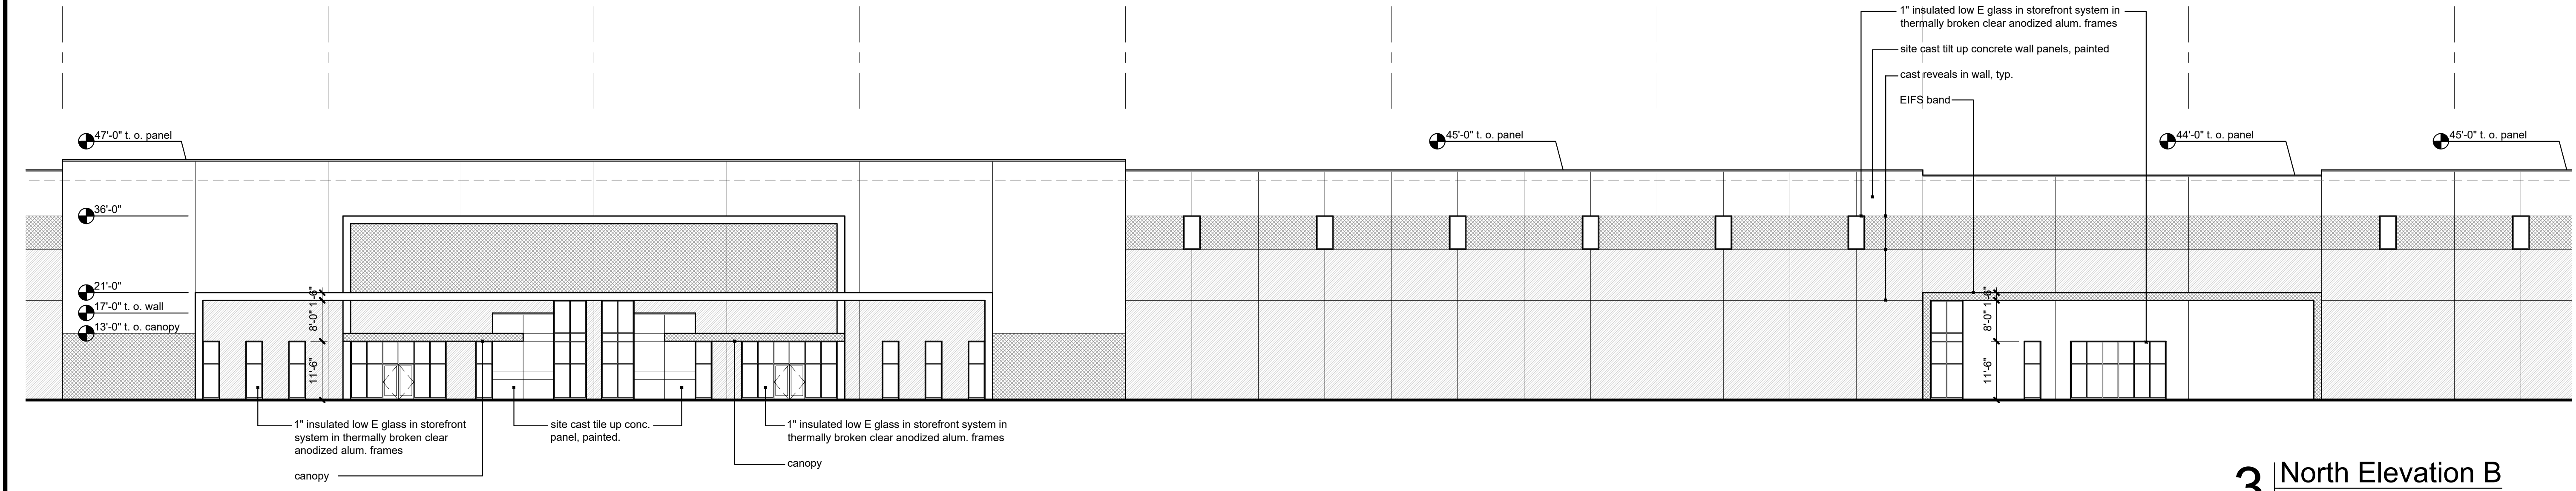 1" insulated low E glass in storefront system in
thermally broken clear anodized alum. frames
site cast tilt up concrete wall panels, painted
cast reveals in wall, typ.
EIFS band
47'-0" t. o. panel
45'-0" t. o. panel
44'-0" t. o. panel
45'-0" t. o. panel
36'-0"
21'-0"
17'-0" t. o. wall
13'-0" t. o. canopy
1'-6"
8'-0"
11'-6"
1'-6"
8'-0"
11'-6"
1" insulated low E glass in storefront
system in thermally broken clear
anodized alum. frames
canopy
site cast tile up conc.
panel, painted.
1" insulated low E glass in storefront system in
thermally broken clear anodized alum. frames
canopy
3
North Elevation B